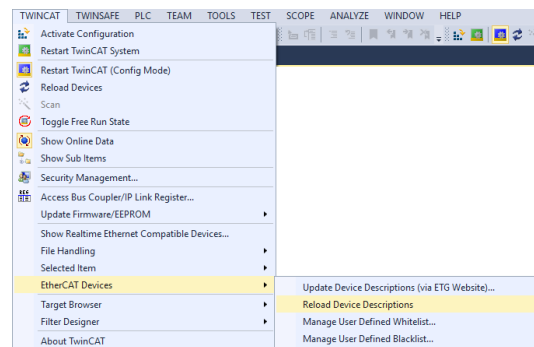 TWINCAT TWINSAFE PLC TEAM TOOLS TEST SCOPE ANALYZE WINDOW HELP
Activate Configuration
Restart TwinCAT System
Restart TwinCAT (Config Mode)
Reload Devices
Scan
Toggle Free Run State
Show Online Data
Show Sub Items
Security Management...
Access Bus Coupler/IP Link Register...
Update Firmware/EEPROM
Show Realtime Ethernet Compatible Devices...
File Handling
Selected Item
EtherCAT Devices
Update Device Descriptions (via ETG Website)...
Reload Device Descriptions
Target Browser
Manage User Defined Whitelist...
Filter Designer
Manage User Defined Blacklist...
About TwinCAT